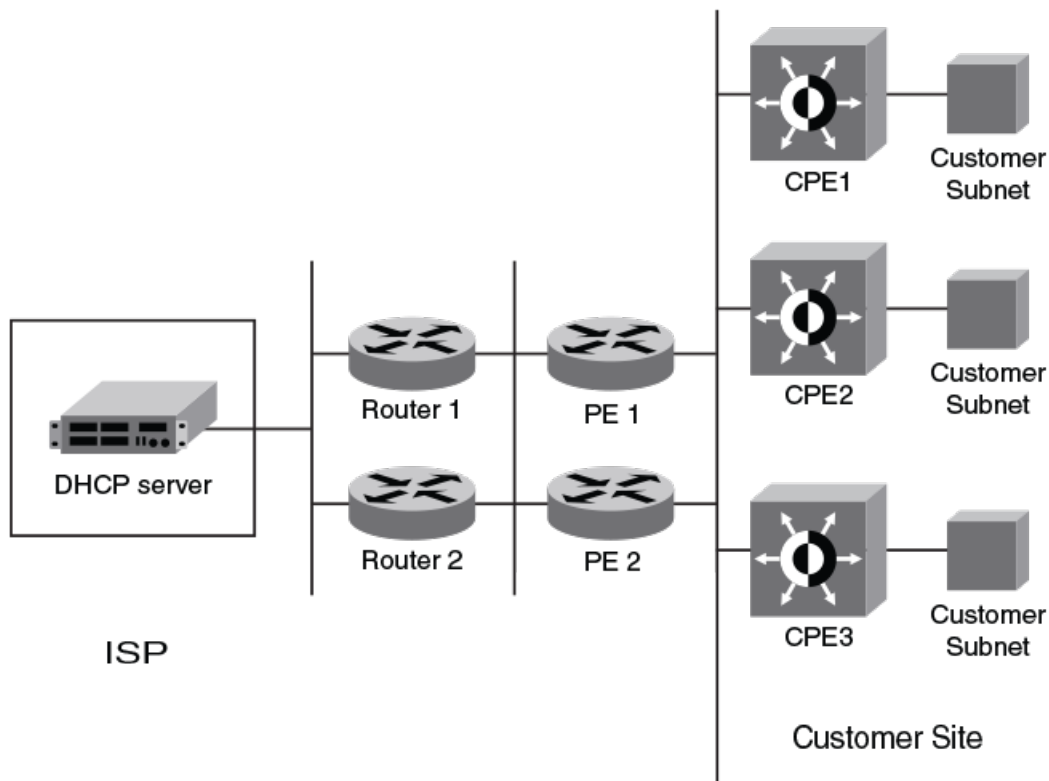 CPE1
Customer
Subnet
CPE2
Customer
Subnet
Router 1
PE 1
DHCP server
Router 2
PE 2
CPE3
Customer
Subnet
ISP
Customer Site